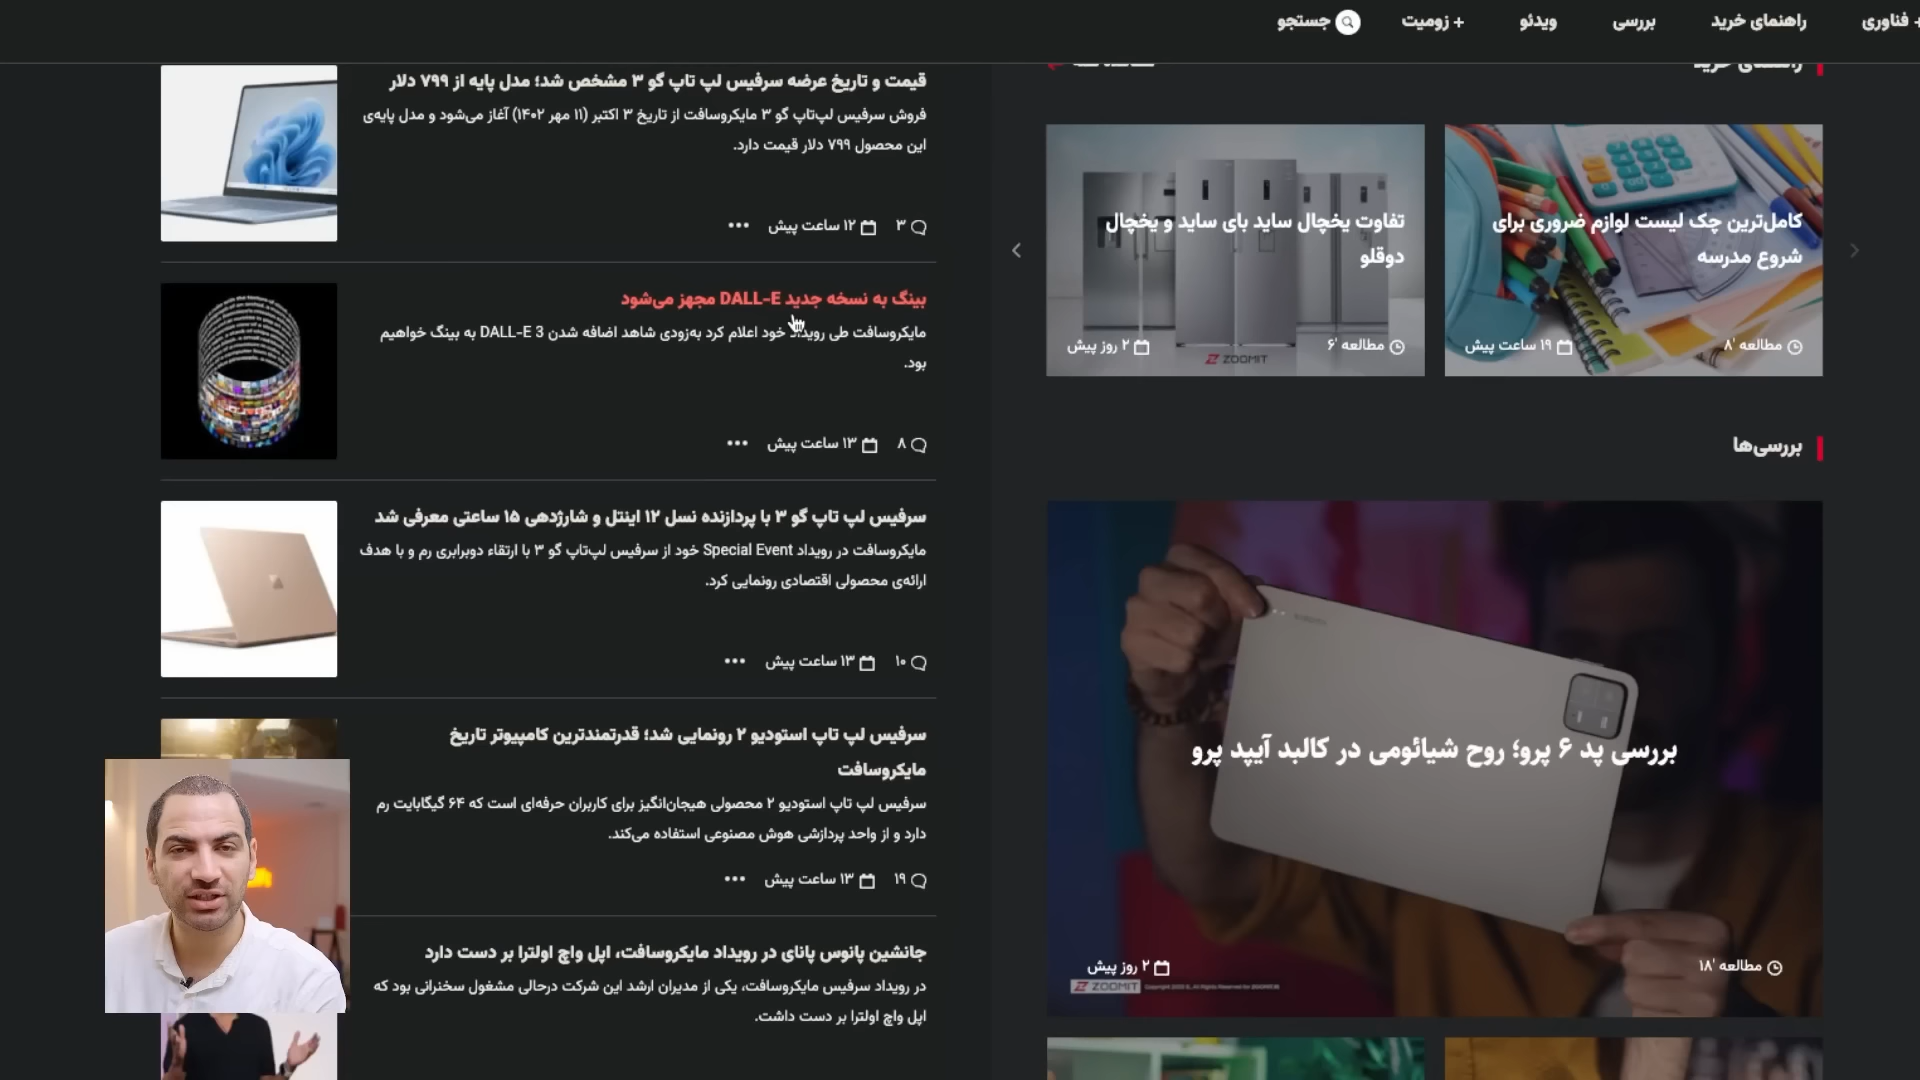 + فناوری
راهنمای خرید
بررسی
ویدئو
+ زومیت
جستجو
راهنمای خرید
کامل‌ترین چک لیست لوازم ضروری برای
شروع مدرسه
مطالعه '۸
۱۹ ساعت پیش
تفاوت یخچال ساید بای ساید و یخچال
دوقلو
مطالعه '۶
۲ روز پیش
ZOOMIT
بررسی‌ها
بررسی پد ۶ پرو؛ روح شیائومی در کالبد آیپد پرو
مطالعه '۱۸
۲ روز پیش
ZOOMIT
قیمت و تاریخ عرضه سرفیس لپ تاپ گو ۳ مشخص شد؛ مدل پایه از ۷۹۹ دلار
فروش سرفیس لپ‌تاپ گو ۳ مایکروسافت از تاریخ ۳ اکتبر (۱۱ مهر ۱۴۰۲) آغاز می‌شود و مدل پایه‌ی
این محصول ۷۹۹ دلار قیمت دارد.
۳
۱۲ ساعت پیش
بینگ به نسخه جدید DALL-E مجهز می‌شود
مایکروسافت طی رویداد خود اعلام کرد به‌زودی شاهد اضافه شدن DALL-E 3 به بینگ خواهیم
بود.
۸
۱۳ ساعت پیش
سرفیس لپ تاپ گو ۳ با پردازنده نسل ۱۲ اینتل و شارژدهی ۱۵ ساعتی معرفی شد
مایکروسافت در رویداد Special Event خود از سرفیس لپ‌تاپ گو ۳ با ارتقاء دوبرابری رم و با هدف
ارائه‌ی محصولی اقتصادی رونمایی کرد.
۱۰
۱۳ ساعت پیش
سرفیس لپ تاپ استودیو ۲ رونمایی شد؛ قدرتمندترین کامپیوتر تاریخ
مایکروسافت
سرفیس لپ تاپ استودیو ۲ محصولی هیجان‌انگیز برای کاربران حرفه‌ای است که ۶۴ گیگابایت رم
دارد و از واحد پردازشی هوش مصنوعی استفاده می‌کند.
۱۹
۱۳ ساعت پیش
جانشین پانوس پانای در رویداد مایکروسافت، اپل واچ اولترا بر دست دارد
در رویداد سرفیس مایکروسافت، یکی از مدیران ارشد این شرکت درحالی مشغول سخنرانی بود که
اپل واچ اولترا بر دست داشت.